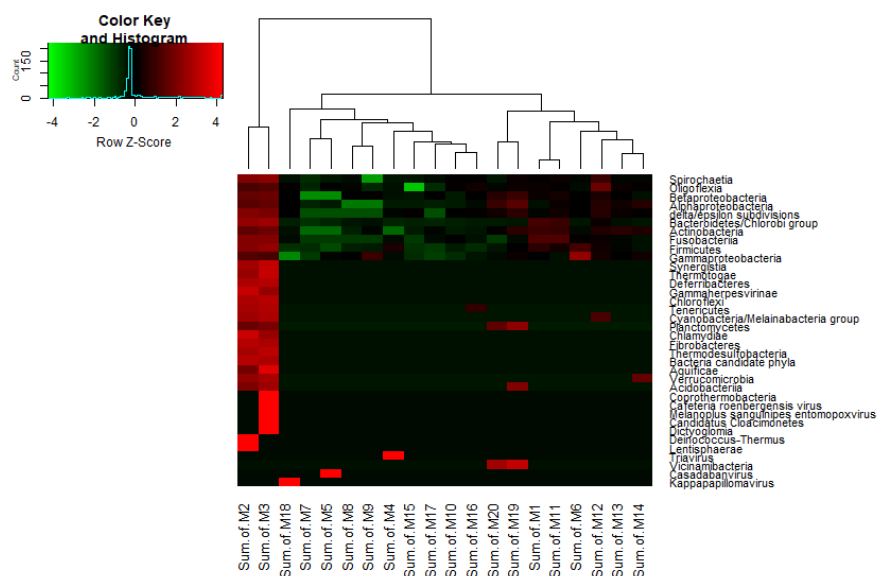 Color Key
and Histogram
Count
0 150
-4 -2 0 2 4
Row Z-Score
Spirochaetia
Oligoflexia
Betaproteobacteria
Alphaproteobacteria
delta/epsilon subdivisions
Bacteroidetes/Chlorobi group
Actinobacteria
Fusobacteriia
Firmicutes
Gammaproteobacteria
Synergistia
Thermotogae
Deferribacteres
Gammaherpesvirinae
Chloroflexi
Tenericutes
Cyanobacteria/Melainabacteria group
Planctomycetes
Chlamydiae
Fibrobacteres
Thermodesulfobacteria
Bacteria candidate phyla
Aquificae
Verrucomicrobia
Acidobacteriia
Coprothermobacteria
Cafeteria roenbergensis virus
Melanoplus sanguinipes entomopoxvirus
Candidatus Cloacimonetes
Dictyoglomia
Deinococcus-Thermus
Lentisphaerae
Triavirus
Vicinamibacteria
Casadabanvirus
Kappapapillomavirus
Sum.of.M2
Sum.of.M3
Sum.of.M18
Sum.of.M7
Sum.of.M5
Sum.of.M8
Sum.of.M9
Sum.of.M4
Sum.of.M15
Sum.of.M17
Sum.of.M10
Sum.of.M16
Sum.of.M20
Sum.of.M19
Sum.of.M1
Sum.of.M11
Sum.of.M6
Sum.of.M12
Sum.of.M13
Sum.of.M14